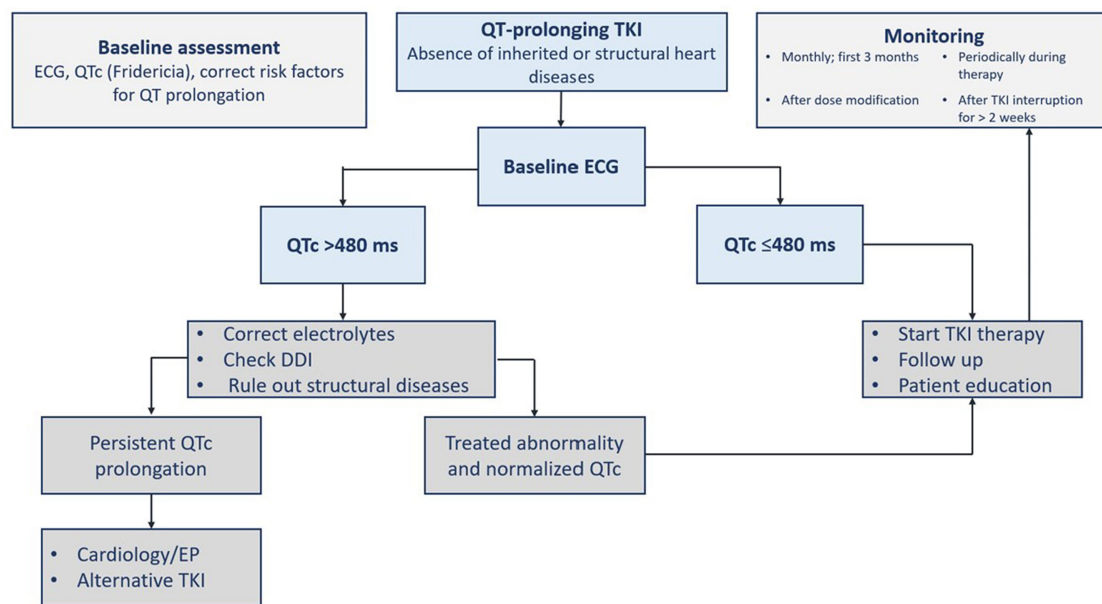 Baseline assessment
ECG, QTc (Fridericia), correct risk factors
for QT prolongation
QT-prolonging TKI
Absence of inherited or structural heart
diseases
Monitoring
• Monthly; first 3 months
• After dose modification
• Periodically during
therapy
• After TKI interruption
for > 2 weeks
Baseline ECG
QTc >480 ms
QTc ≤480 ms
• Correct electrolytes
• Check DDI
• Rule out structural diseases
• Start TKI therapy
• Follow up
• Patient education
Persistent QTc
prolongation
Treated abnormality
and normalized QTc
• Cardiology/EP
• Alternative TKI